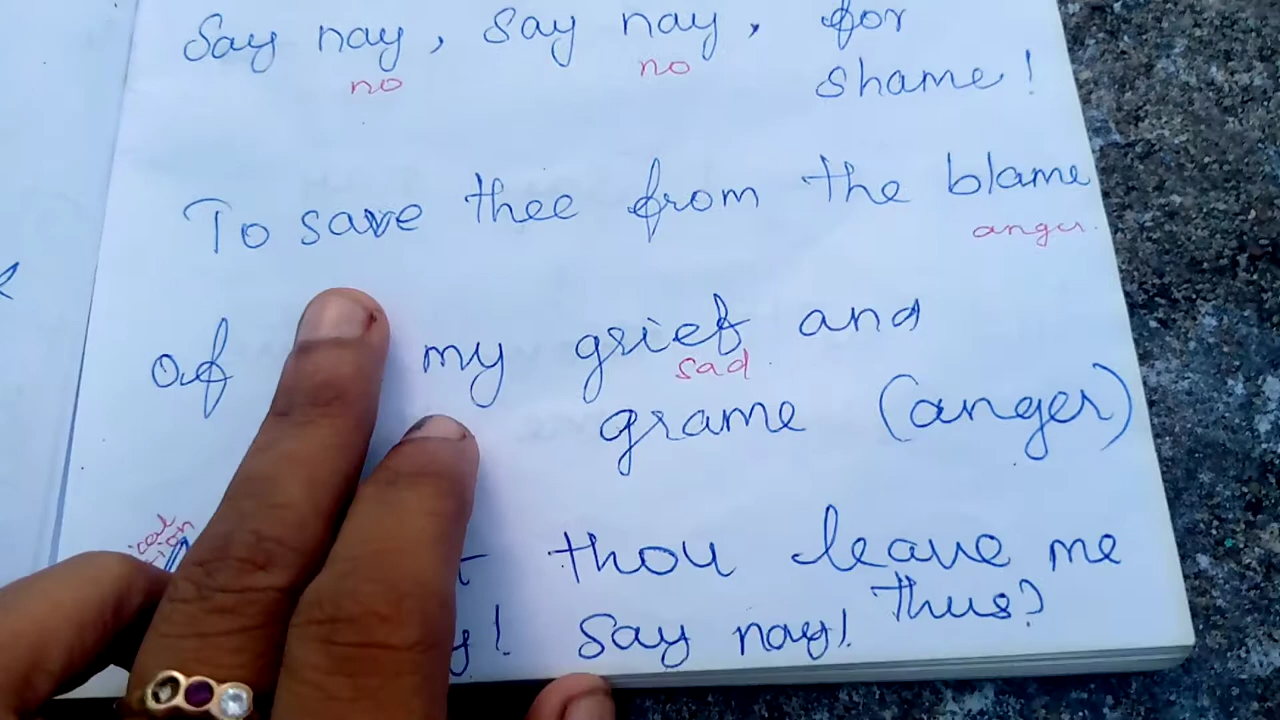 Say nay, say nay, for
no no
shame!
To save thee from the blame
anger.
of my grief and
sad
grame (anger)
thou leave me
thus?
y! Say nay!